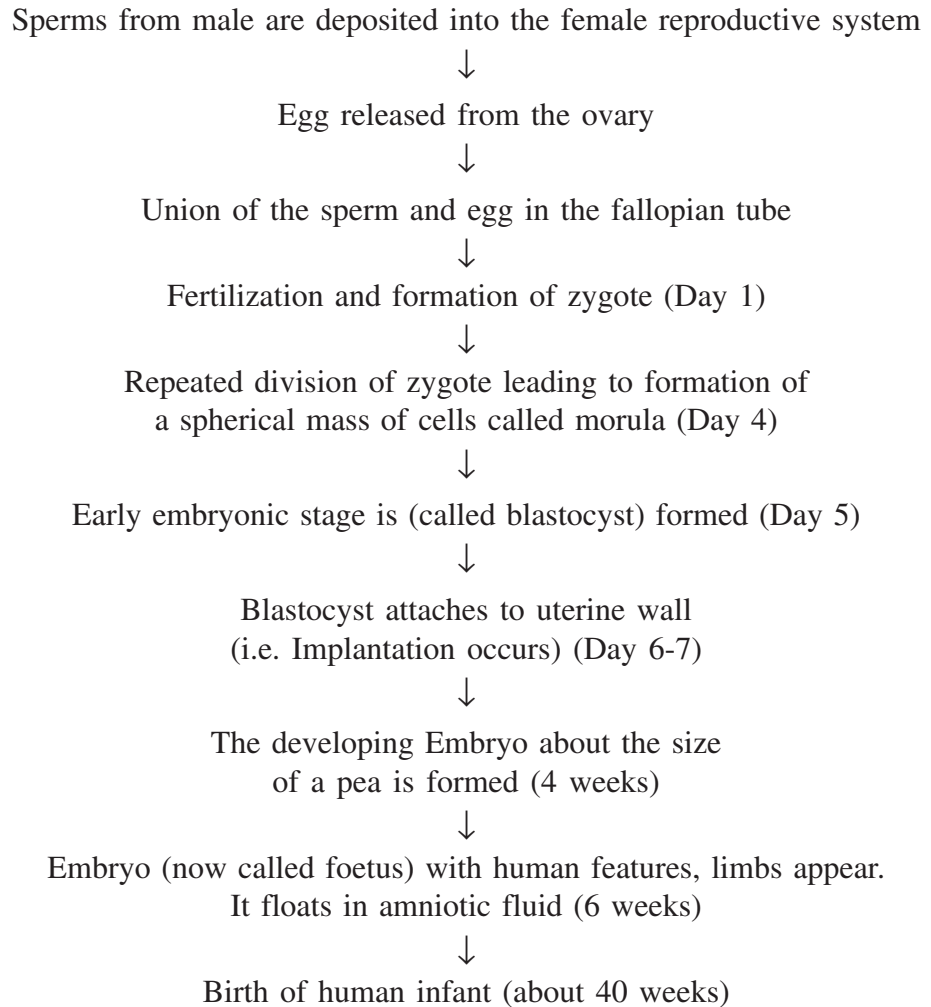 Sperms from male are deposited into the female reproductive system
↓
Egg released from the ovary
↓
Union of the sperm and egg in the fallopian tube
↓
Fertilization and formation of zygote (Day 1)
↓
Repeated division of zygote leading to formation of
a spherical mass of cells called morula (Day 4)
↓
Early embryonic stage is (called blastocyst) formed (Day 5)
↓
Blastocyst attaches to uterine wall
(i.e. Implantation occurs) (Day 6-7)
↓
The developing Embryo about the size
of a pea is formed (4 weeks)
↓
Embryo (now called foetus) with human features, limbs appear.
It floats in amniotic fluid (6 weeks)
↓
Birth of human infant (about 40 weeks)